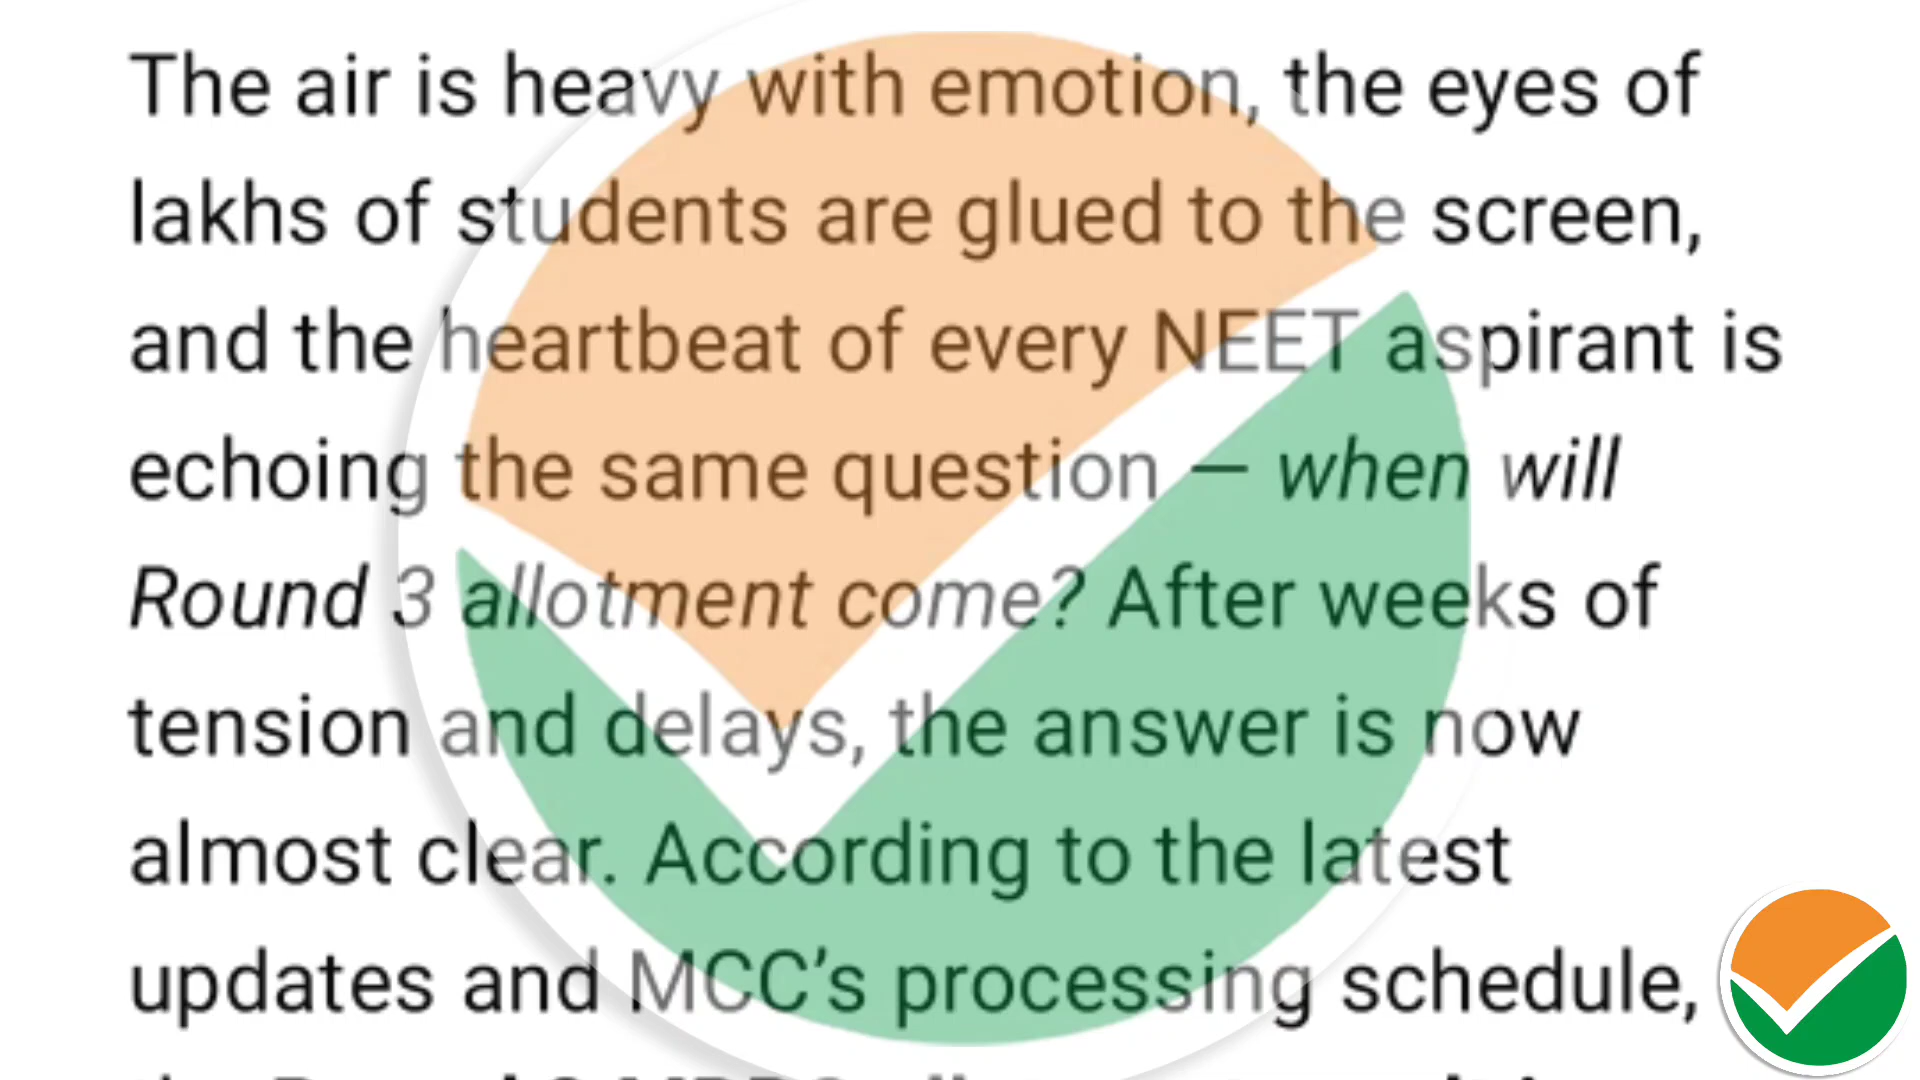 The air is heavy with emotion, the eyes of
lakhs of students are glued to the screen,
and the heartbeat of every NEET aspirant is
echoing the same question — when will
Round 3 allotment come? After weeks of
tension and delays, the answer is now
almost clear. According to the latest
updates and MCC’s processing schedule,